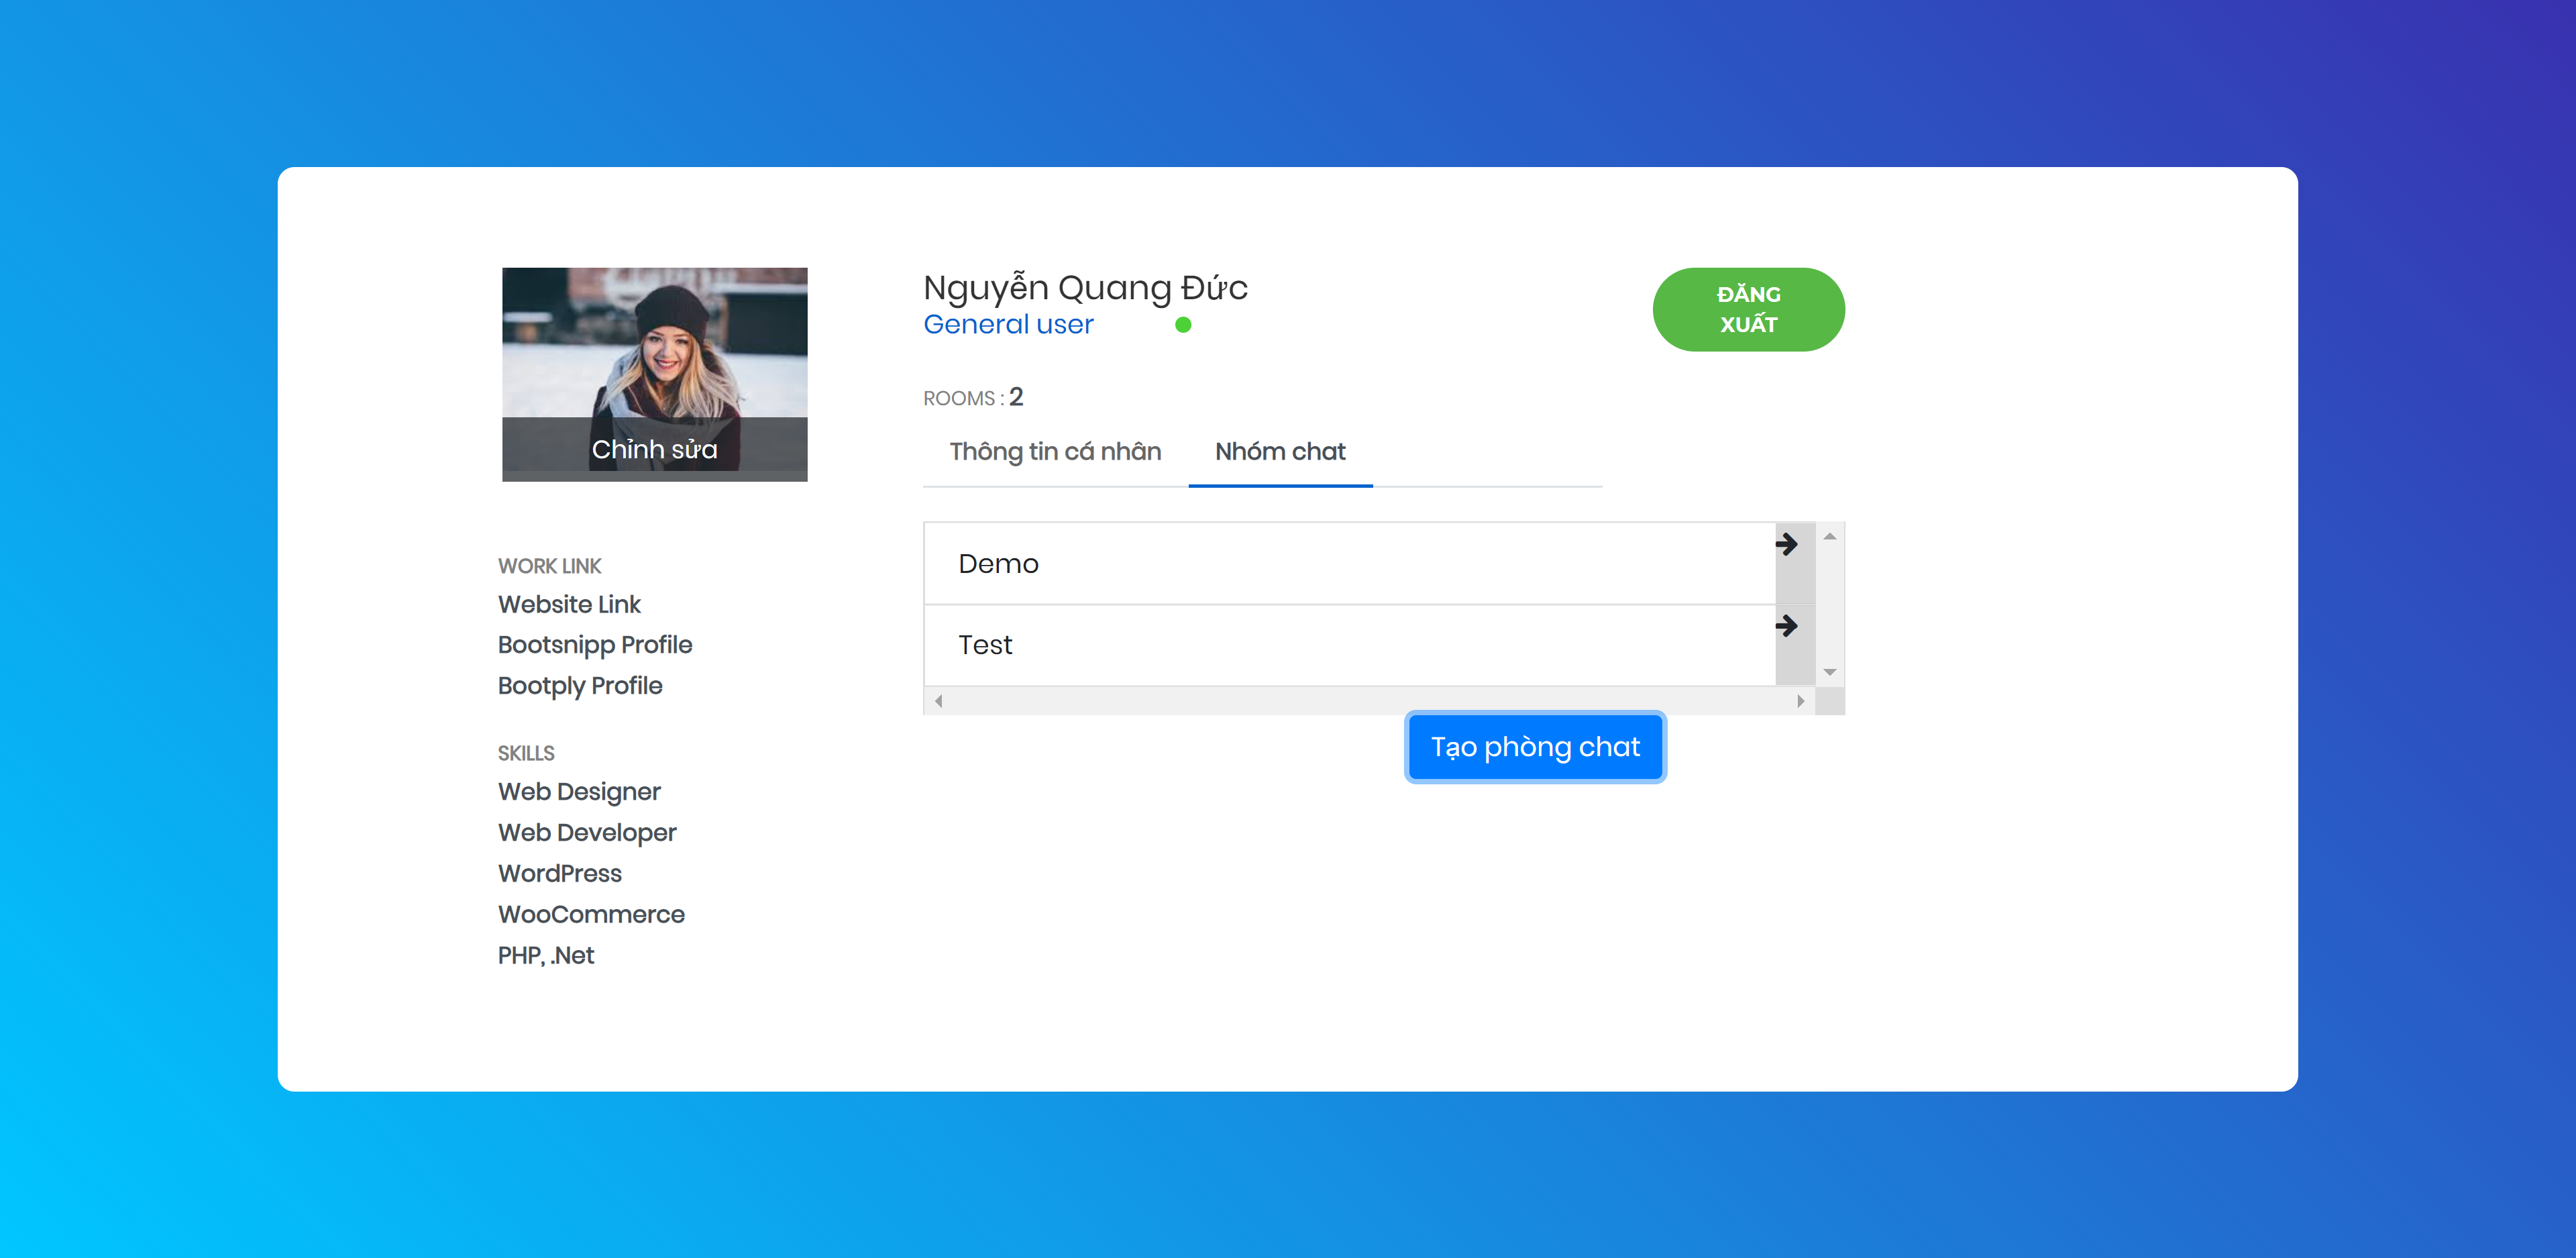 Nguyễn Quang Đức
General user
ĐĂNG
XUẤT
ROOMS : 2
Chỉnh sửa
Thông tin cá nhân
Nhóm chat
Demo
Test
Tạo phòng chat
WORK LINK
Website Link
Bootsnipp Profile
Bootply Profile
SKILLS
Web Designer
Web Developer
WordPress
WooCommerce
PHP, .Net